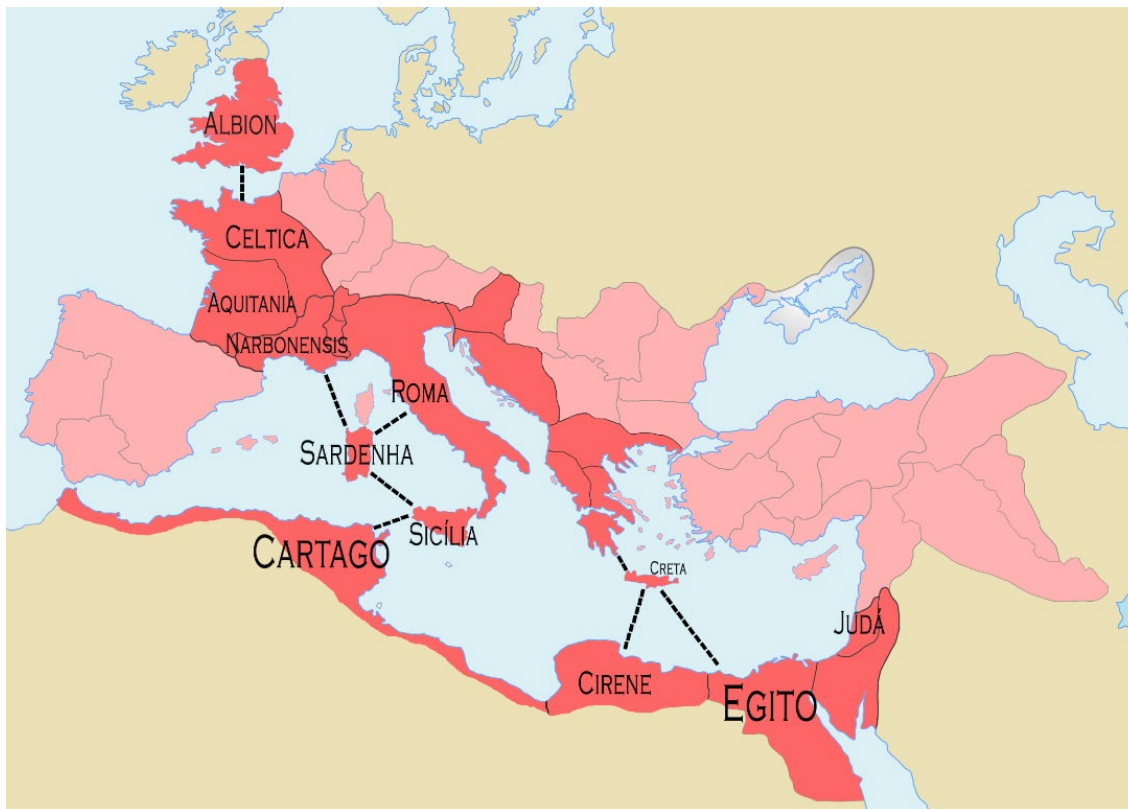 ALBION
CELTICA
AQUITANIA
NARBONENSIS
ROMA
SARDENHA
SICÍLIA
CARTAGO
CRETA
JUDÁ
CIRENE
EGITO